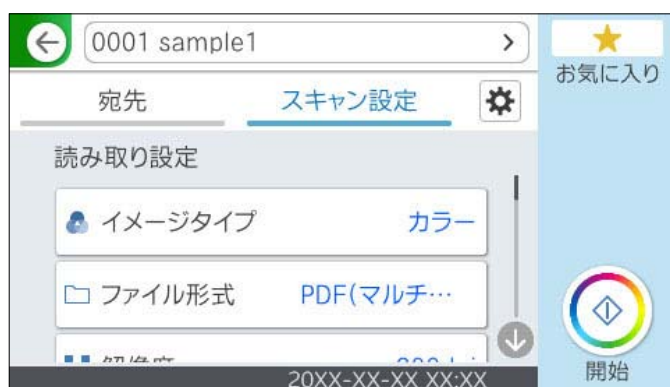 0001 sample1
お気に入り
宛先 スキャン設定
読み取り設定
イメージタイプ カラー
ファイル形式 PDF(マルチ…
20XX-XX-XX XX:XX
開始